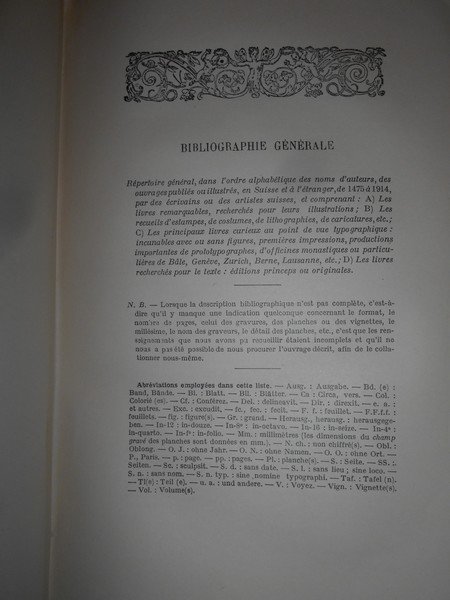 BIBLIOGRAPHIE GÉNÉRALE
Répertoire général, dans l'ordre alphabétique des noms d'auteurs, des
ouvrages publiés ou illustrés, en Suisse et à l'étranger, de 1475 à 1914,
par des écrivains ou des artistes suisses, et comprenant : A) Les
livres remarquables, recherchés pour leurs illustrations ; B) Les
recueils d'estampes, de costumes, de lithographies, de caricatures, etc.;
C) Les principaux livres curieux au point de vue typographique :
incunables avec ou sans figures, premières impressions, productions
importantes de prototypographes, d'officines monastiques ou particu-
lières de Bâle, Genève, Zurich, Berne, Lausanne, etc.; D) Les livres
recherchés pour le texte : éditions princeps ou originales.
N. B. — Lorsque la description bibliographique n'est pas complète, c'est-à-
dire qu'il y manque une indication quelconque concernant le format, le
nombre de pages, celui des gravures, des planches ou des vignettes, le
millésime, le nom des graveurs, le détail des planches, etc., c'est que les ren-
seignements que nous avons pu recueillir étaient incomplets et qu'il ne
nous a pas été possible de nous procurer l'ouvrage décrit, afin de le colla-
tionner nous-même.
Abréviations employées dans cette liste. — Ausg. : Ausgabe. — Bd. (e) :
Band, Bände. — Bl. : Blatt. — Bll. : Blätter. — Ca : Circa, vers. — Col. :
Colorié (es). — Cf. : Conférez. — Del. : delineavit. — Dir. : direxit. — e. a. :
et autres. — Exc. : excudit. — fc., fec. : fecit. — F. f. : feuillet. — F.F.f.f. :
feuillets. — fig. : figure(s). — Gr. : grand. — Herausg., herausg. : herausgege-
ben. — In-12 : in-douze. — In-8° : in-octavo. — In-16 : in-seize. — In-4° :
in-quarto. — In-f° : in-folio. — Mm. : millimètres (les dimensions du champ
gravé des planches sont données en mm.). — N. ch. : non chiffré(s). — Obl. :
Oblong. — O. J. : ohne Jahr. — O. N. : ohne Namen. — O. O. : ohne Ort. —
P., Paris. — p. : page. — pp. : pages. — Pl. : planche(s). — S. : Seite. — SS. :
Seiten. — Sc. : sculpsit. — S. d. : sans date. — S. l. : sans lieu ; sine loco. —
S. n. : sans nom. — S. n. typ. : sine nomine typographi. — Taf. : Tafel (n).
— Tl(e) : Teil (e). — u. a. : und andere. — V. : Voyez. — Vign. : Vignette(s).
— Vol. : Volume(s).